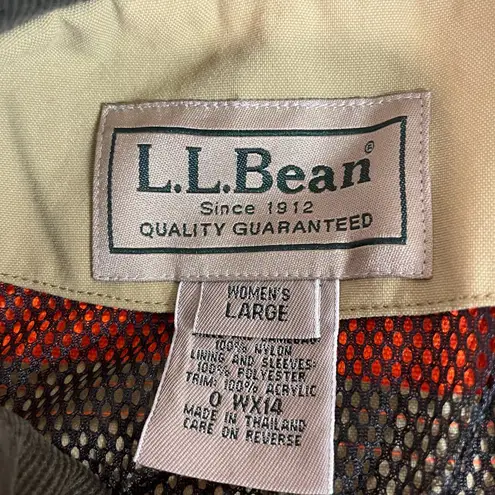 L.L.Bean®
Since 1912
QUALITY GUARANTEED
WOMEN'S
LARGE
100% NYLON
LINING AND SLEEVES:
100% POLYESTER
TRIM: 100% ACRYLIC
0 WX14
MADE IN THAILAND
CARE ON REVERSE